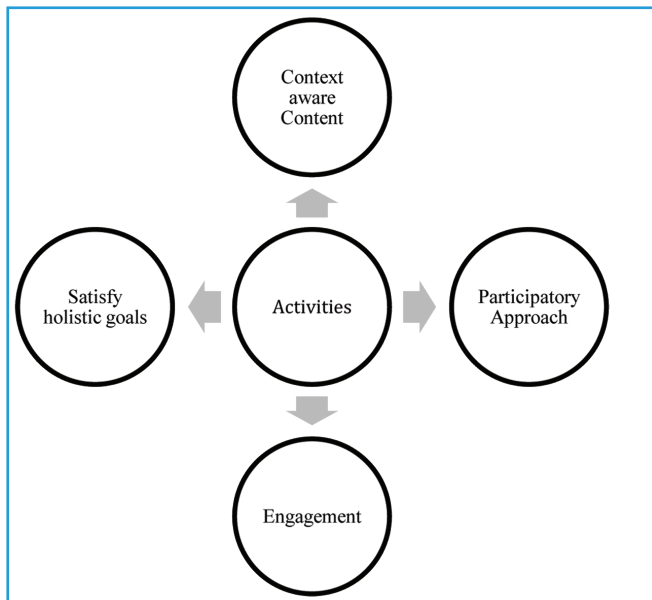 Context
aware
Content
Satisfy
holistic goals
Activities
Participatory
Approach
Engagement